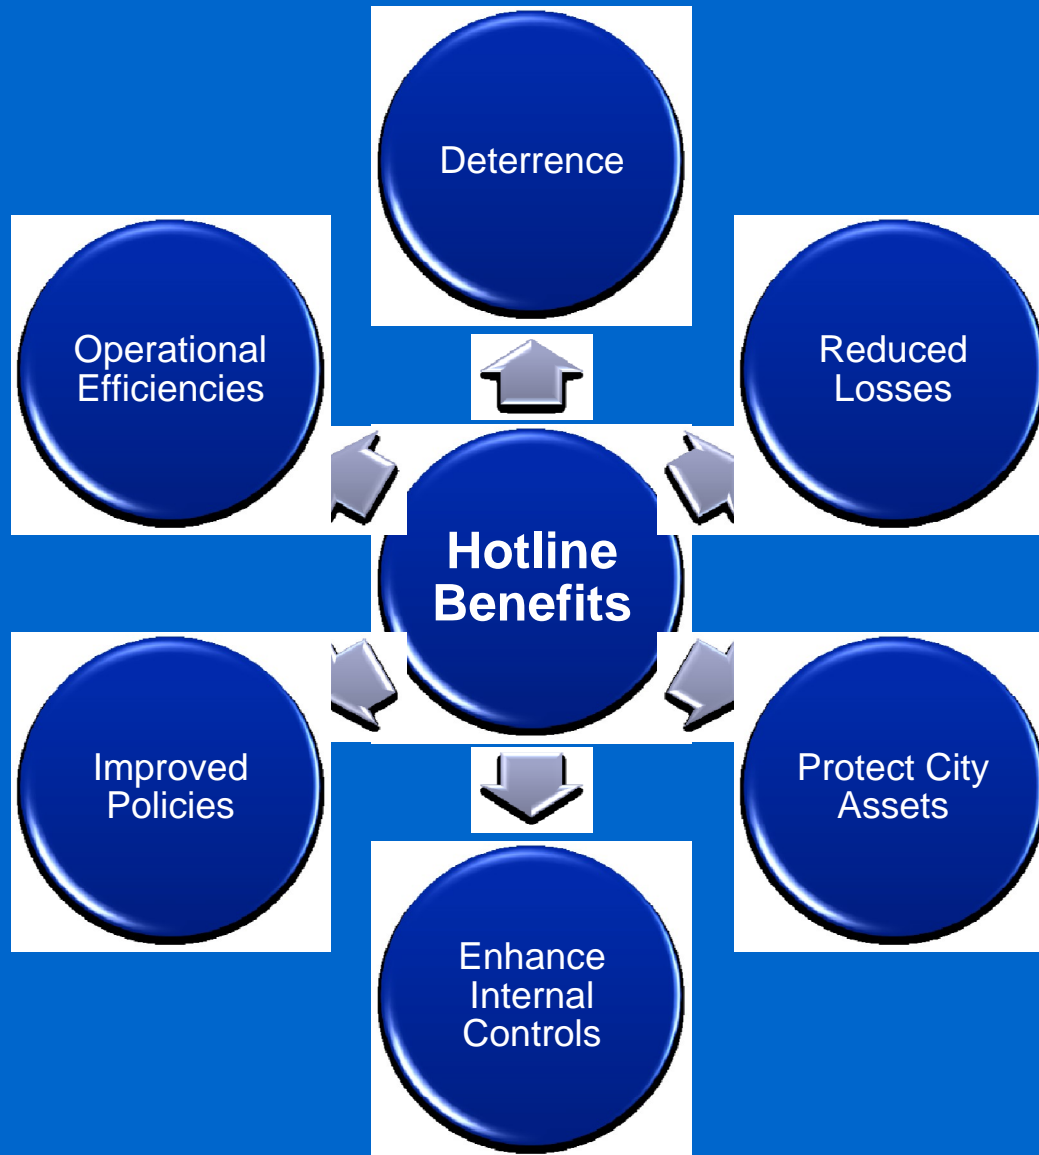 Deterrence
Operational
Efficiencies
Reduced
Losses
Hotline
Benefits
Improved
Policies
Protect City
Assets
Enhance
Internal
Controls